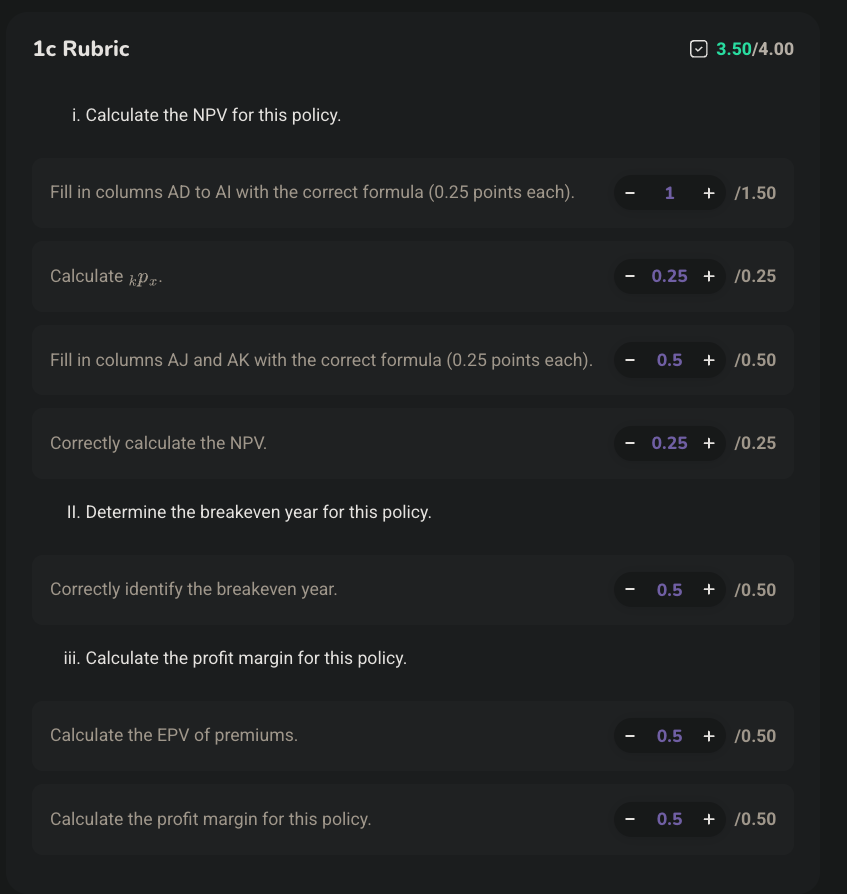 1c Rubric 3.50/4.00
i. Calculate the NPV for this policy.
Fill in columns AD to AI with the correct formula (0.25 points each). − 1 + /1.50
Calculate ₖpₓ. − 0.25 + /0.25
Fill in columns AJ and AK with the correct formula (0.25 points each). − 0.5 + /0.50
Correctly calculate the NPV. − 0.25 + /0.25
II. Determine the breakeven year for this policy.
Correctly identify the breakeven year. − 0.5 + /0.50
iii. Calculate the profit margin for this policy.
Calculate the EPV of premiums. − 0.5 + /0.50
Calculate the profit margin for this policy. − 0.5 + /0.50